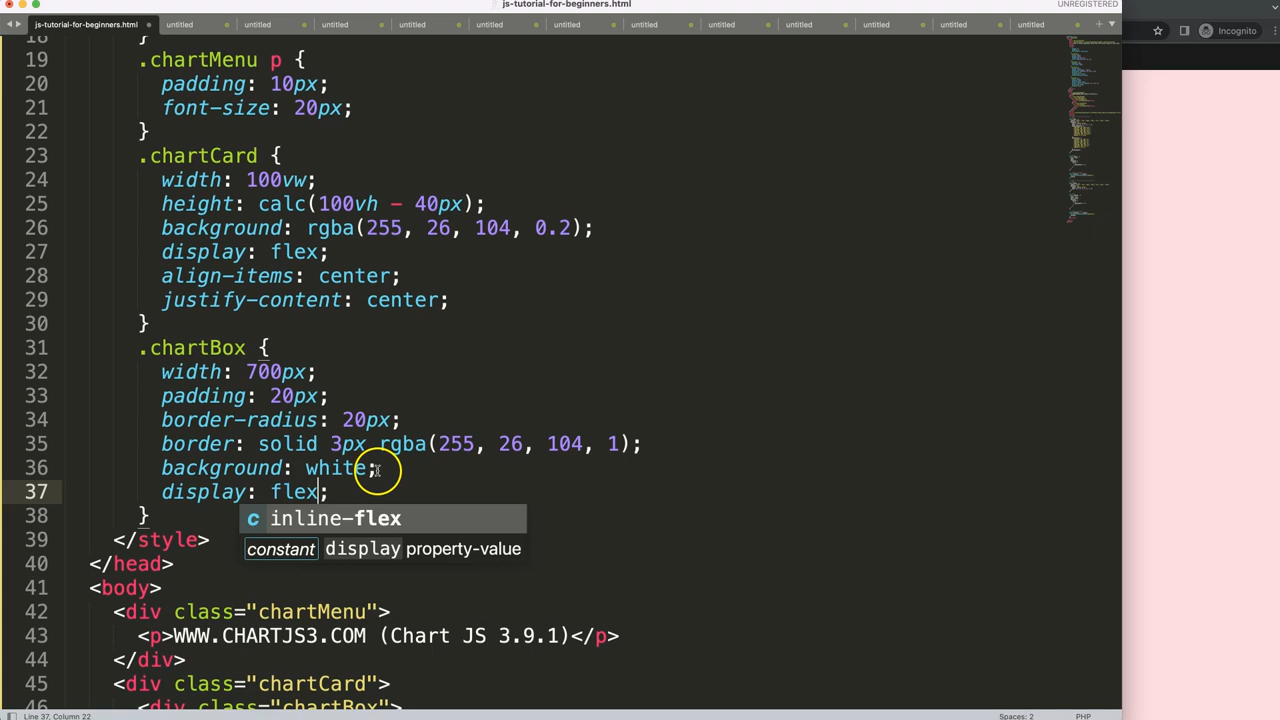 js-tutorial-for-beginners.html
UNREGISTERED
js-tutorial-for-beginners.html untitled untitled untitled untitled untitled untitled untitled untitled untitled untitled untitled
Incognito
18 }
19 .chartMenu p {
20 padding: 10px;
21 font-size: 20px;
22 }
23 .chartCard {
24 width: 100vw;
25 height: calc(100vh - 40px);
26 background: rgba(255, 26, 104, 0.2);
27 display: flex;
28 align-items: center;
29 justify-content: center;
30 }
31 .chartBox {
32 width: 700px;
33 padding: 20px;
34 border-radius: 20px;
35 border: solid 3px rgba(255, 26, 104, 1);
36 background: white;
37 display: flex;
c inline-flex
constant display property-value
38 }
39 </style>
40 </head>
41 <body>
42 <div class="chartMenu">
43 <p>WWW.CHARTJS3.COM (Chart JS 3.9.1)</p>
44 </div>
45 <div class="chartCard">
46 <div class="chartBox">
Line 37, Column 22
Spaces: 2
PHP